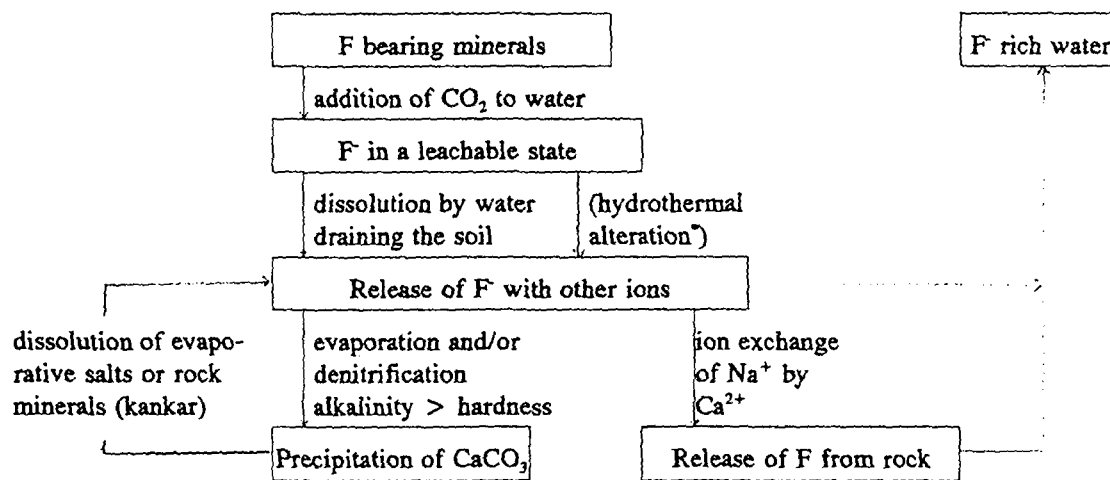 F bearing minerals
F⁻ rich water
addition of CO₂ to water
F⁻ in a leachable state
dissolution by water
draining the soil
(hydrothermal
alteration*)
Release of F⁻ with other ions
dissolution of evapo-
rative salts or rock
minerals (kankar)
evaporation and/or
denitrification
alkalinity > hardness
ion exchange
of Na⁺ by
Ca²⁺
Precipitation of CaCO₃
Release of F from rock